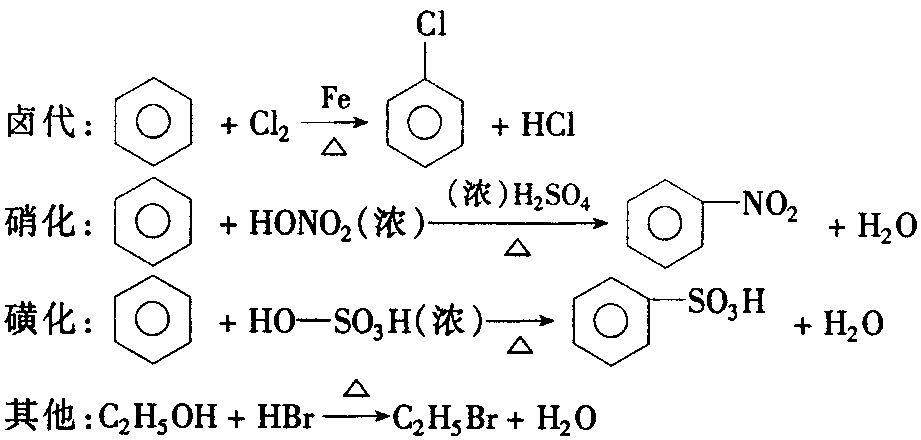 Cl
卤代: + Cl₂ Fe △ + HCl
硝化: + HONO₂(浓) (浓)H₂SO₄ △ NO₂ + H₂O
磺化: + HO—SO₃H(浓) △ SO₃H + H₂O
其他:C₂H₅OH + HBr △ C₂H₅Br + H₂O